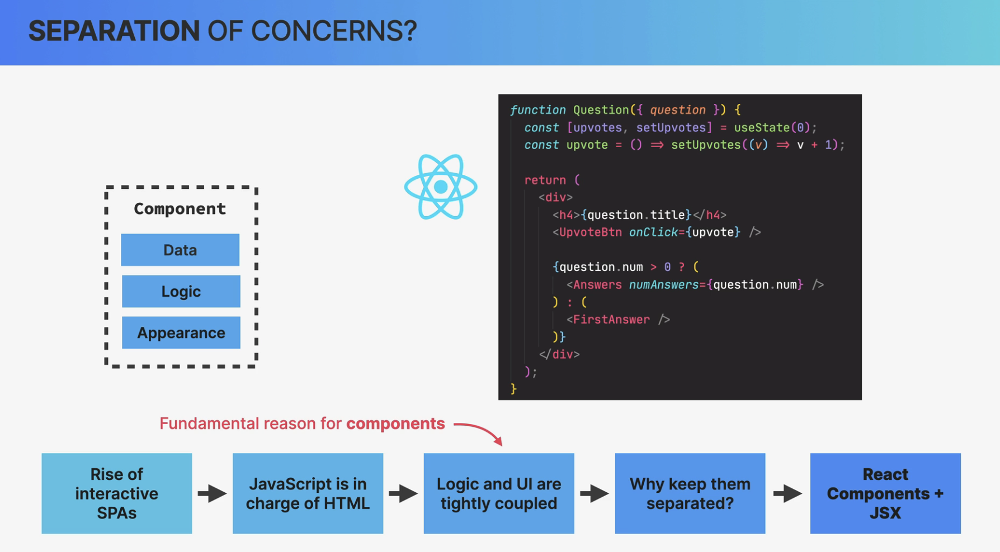 SEPARATION OF CONCERNS?
Component
Data
Logic
Appearance
function Question({ question }) {
const [upvotes, setUpvotes] = useState(0);
const upvote = () => setUpvotes((v) => v + 1);
return (
<div>
<h4>{question.title}</h4>
<UpvoteBtn onClick={upvote} />
{question.num > 0 ? (
<Answers numAnswers={question.num} />
) : (
<FirstAnswer />
)}
</div>
);
}
Fundamental reason for components
Rise of
interactive
SPAs
JavaScript is in
charge of HTML
Logic and UI are
tightly coupled
Why keep them
separated?
React
Components +
JSX